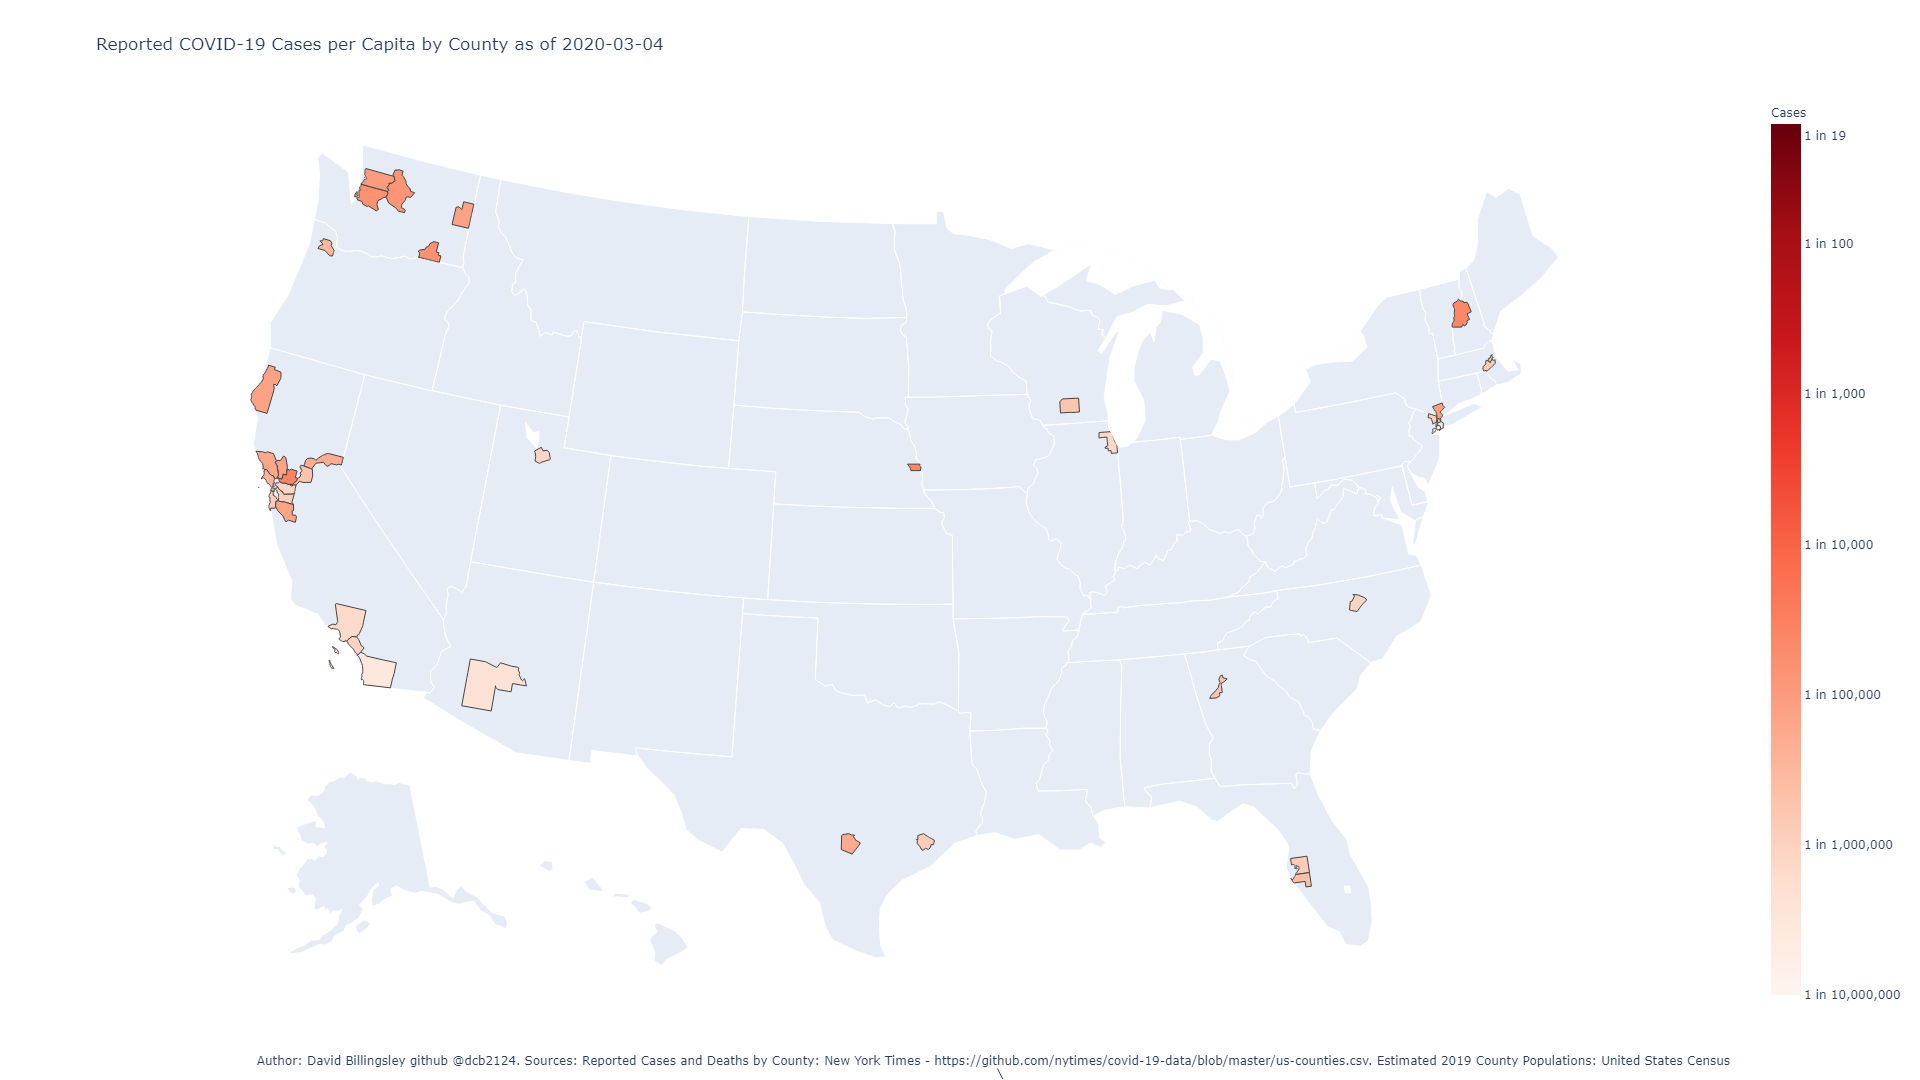 Reported COVID-19 Cases per Capita by County as of 2020-03-04
Cases
1 in 19
1 in 100
1 in 1,000
1 in 10,000
1 in 100,000
1 in 1,000,000
1 in 10,000,000
Author: David Billingsley github @dcb2124. Sources: Reported Cases and Deaths by County: New York Times - https://github.com/nytimes/covid-19-data/blob/master/us-counties.csv. Estimated 2019 County Populations: United States Census